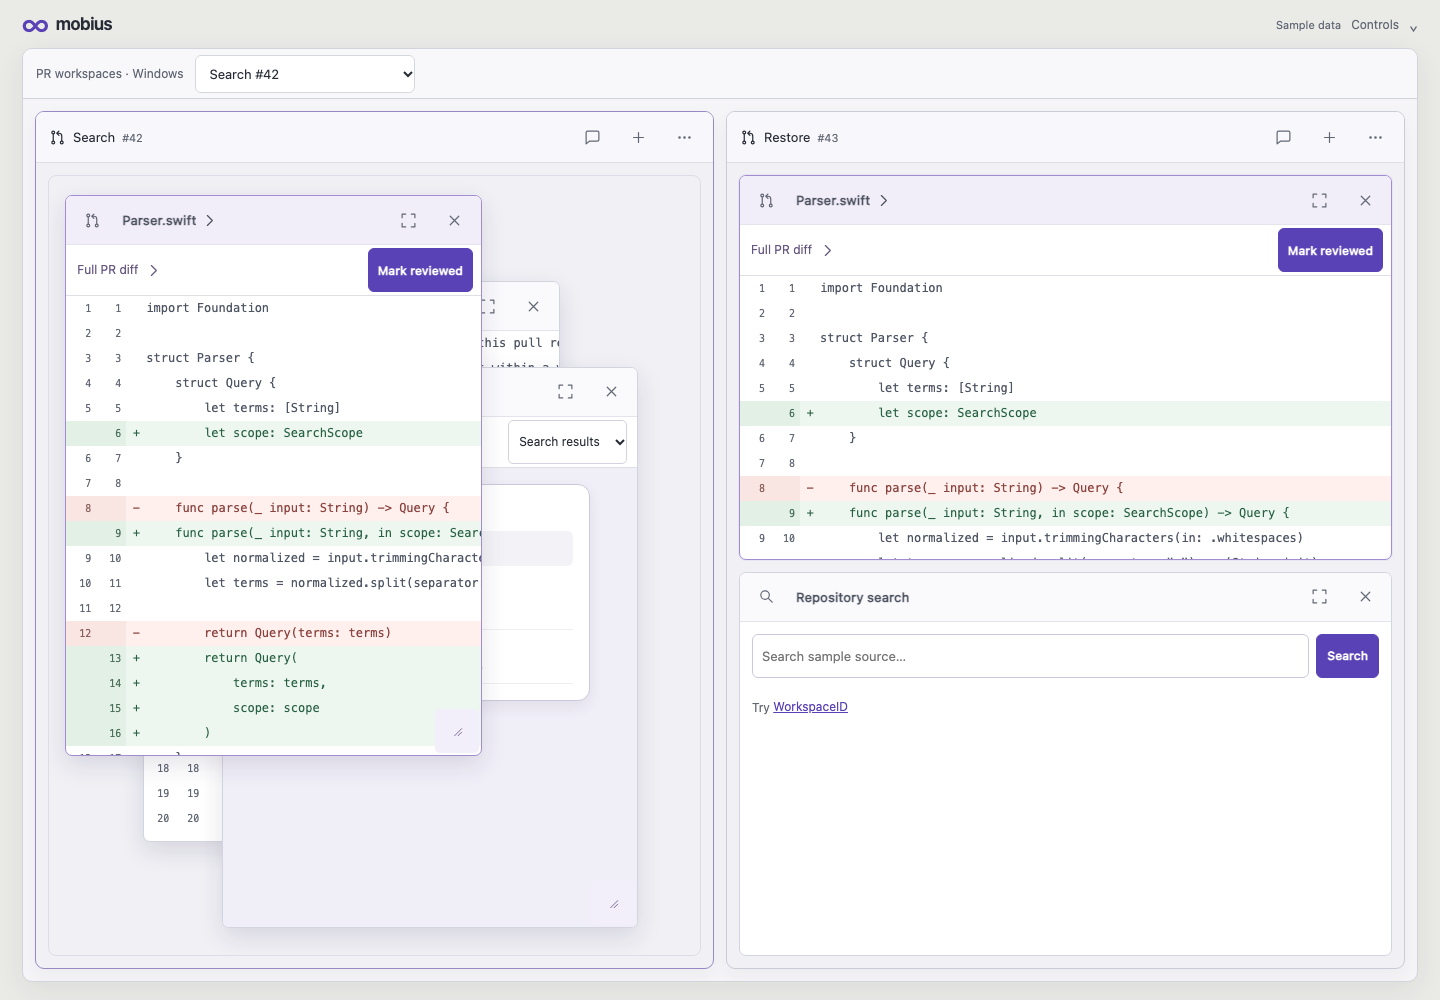 mobius
Sample data Controls
PR workspaces · Windows Search #42
Search #42
Parser.swift
Full PR diff Mark reviewed
1 1 import Foundation
2 2
3 3 struct Parser {
4 4 struct Query {
5 5 let terms: [String]
6 + let scope: SearchScope
6 7 }
7 8
8 − func parse(_ input: String) -> Query {
9 + func parse(_ input: String, in scope: Sear
9 10 let normalized = input.trimmingCharacte
10 11 let terms = normalized.split(separator
11 12
12 − return Query(terms: terms)
13 + return Query(
14 + terms: terms,
15 + scope: scope
16 + )
}
this pull re
within a
Search results
18 18
19 19
20 20
Restore #43
Parser.swift
Full PR diff Mark reviewed
1 1 import Foundation
2 2
3 3 struct Parser {
4 4 struct Query {
5 5 let terms: [String]
6 + let scope: SearchScope
6 7 }
7 8
8 − func parse(_ input: String) -> Query {
9 + func parse(_ input: String, in scope: SearchScope) -> Query {
9 10 let normalized = input.trimmingCharacters(in: .whitespaces)
Repository search
Search sample source... Search
Try WorkspaceID